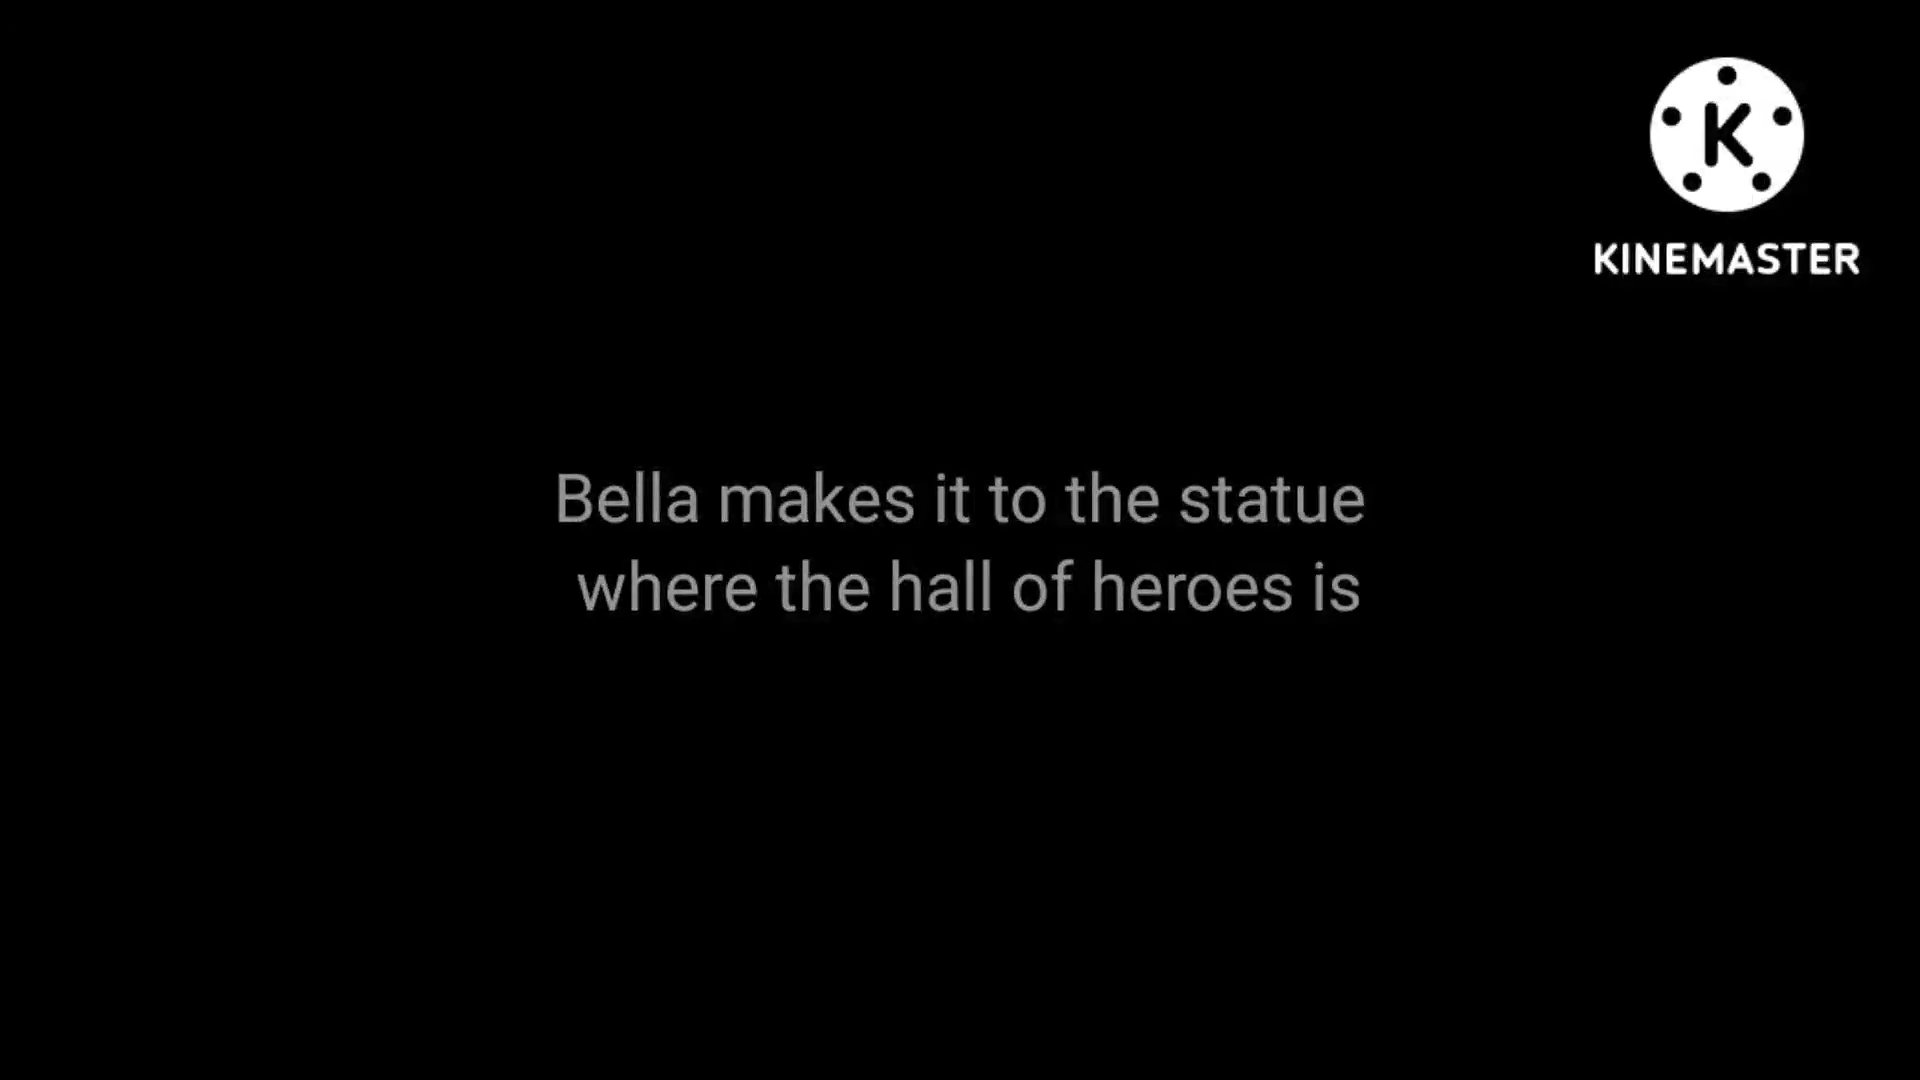 K
KINEMASTER
Bella makes it to the statue
where the hall of heroes is